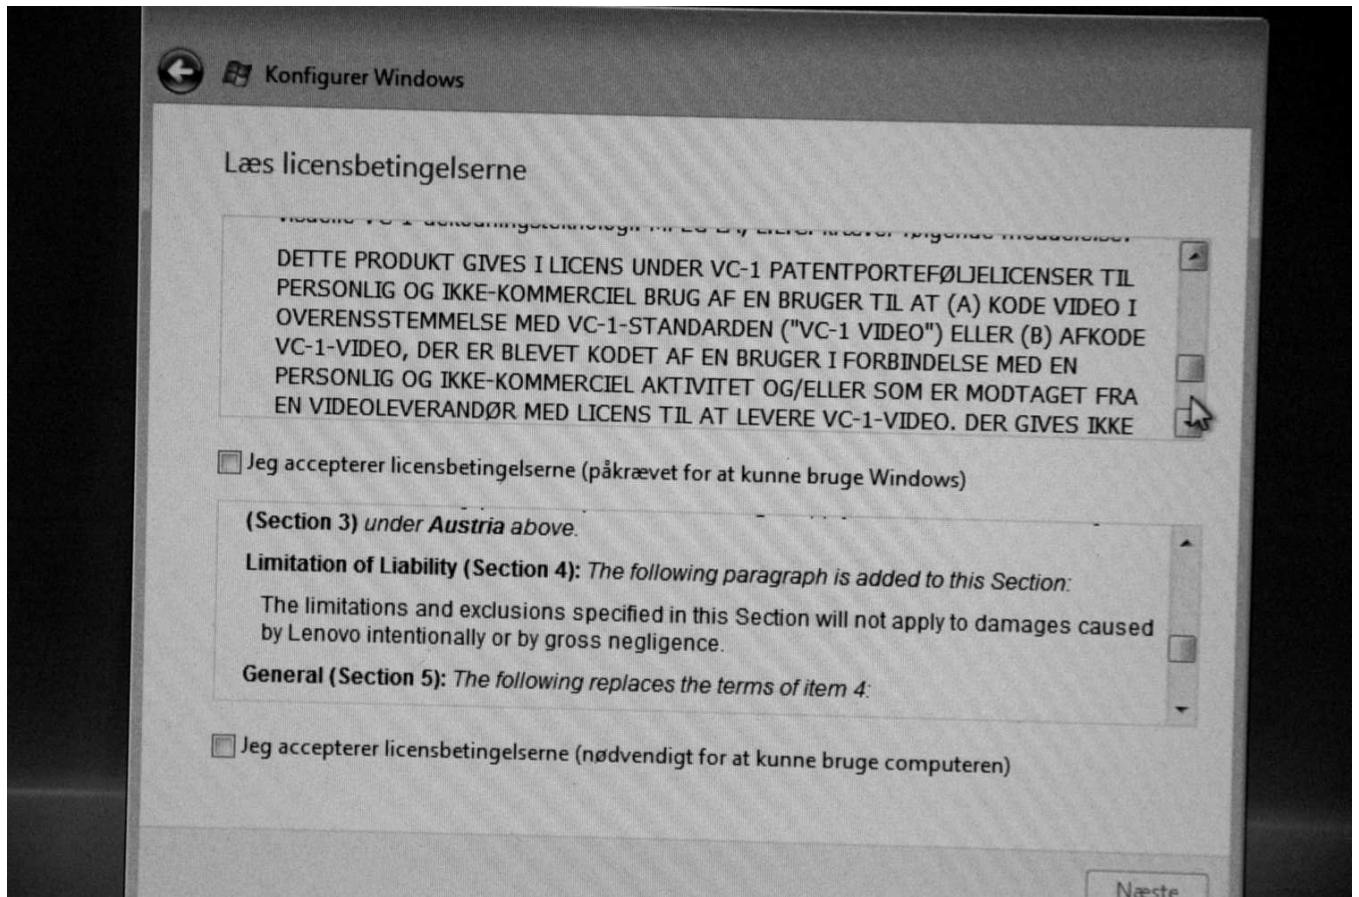 Konfigurer Windows
Læs licensbetingelserne
DETTE PRODUKT GIVES I LICENS UNDER VC-1 PATENTPORTEFØLJELICENSER TIL
PERSONLIG OG IKKE-KOMMERCIEL BRUG AF EN BRUGER TIL AT (A) KODE VIDEO I
OVERENSSTEMMELSE MED VC-1-STANDARDEN ("VC-1 VIDEO") ELLER (B) AFKODE
VC-1-VIDEO, DER ER BLEVET KODET AF EN BRUGER I FORBINDELSE MED EN
PERSONLIG OG IKKE-KOMMERCIEL AKTIVITET OG/ELLER SOM ER MODTAGET FRA
EN VIDEOLEVERANDØR MED LICENS TIL AT LEVERE VC-1-VIDEO. DER GIVES IKKE
Jeg accepterer licensbetingelserne (påkrævet for at kunne bruge Windows)
(Section 3) under Austria above.
Limitation of Liability (Section 4): The following paragraph is added to this Section:
The limitations and exclusions specified in this Section will not apply to damages caused
by Lenovo intentionally or by gross negligence.
General (Section 5): The following replaces the terms of item 4:
Jeg accepterer licensbetingelserne (nødvendigt for at kunne bruge computeren)
Næste